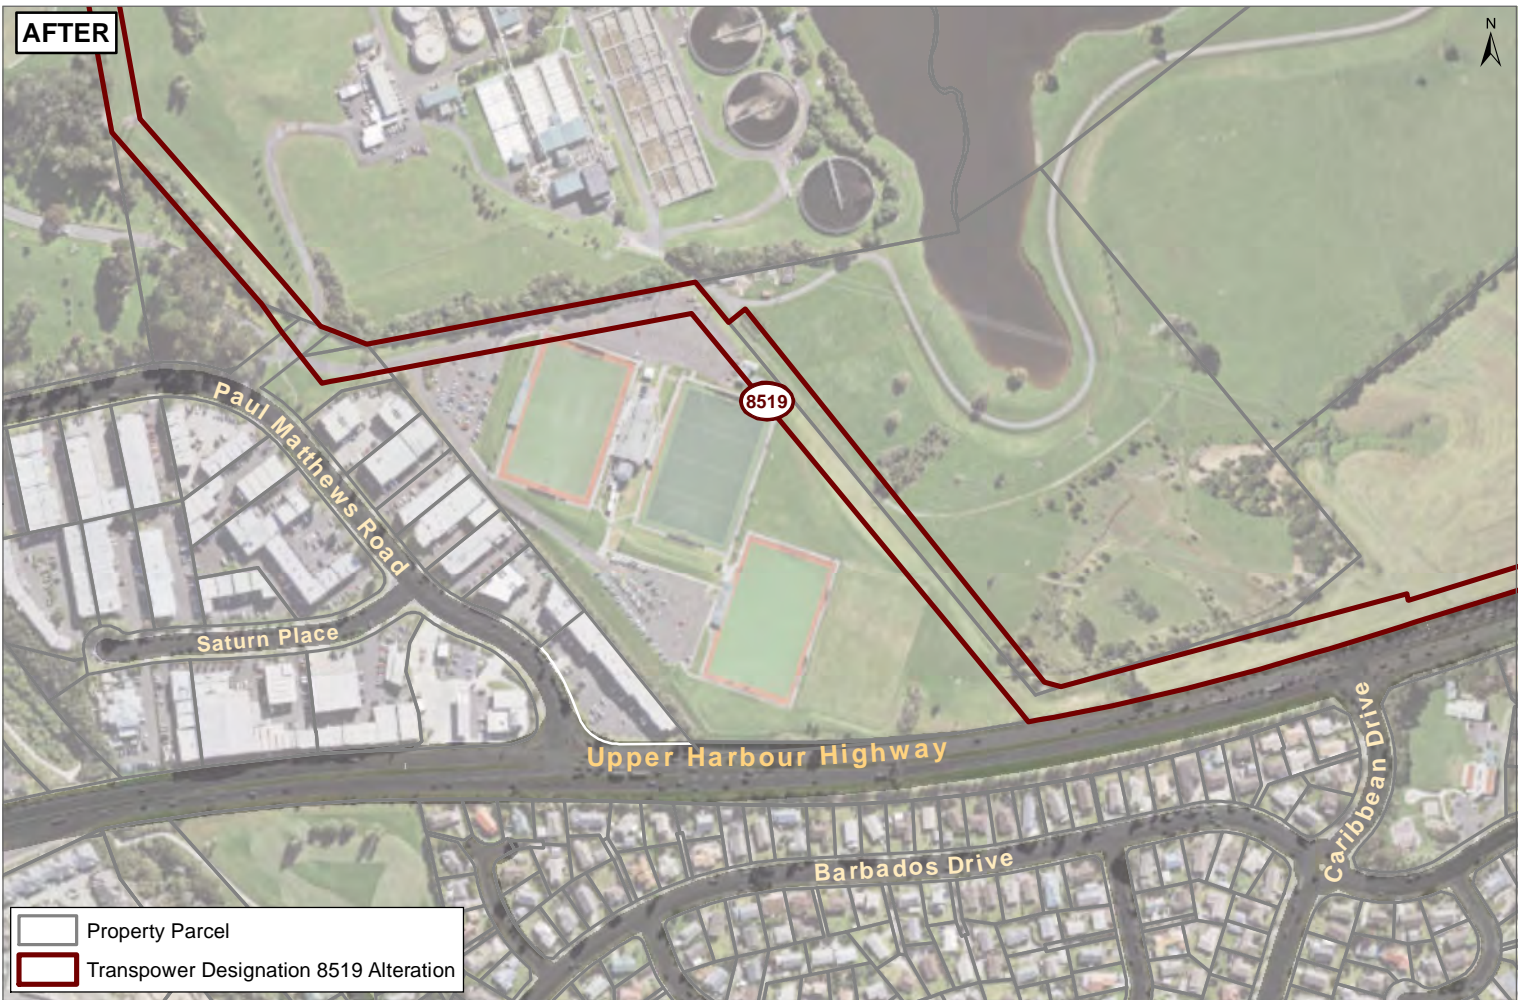 AFTER
N
8519
Paul Matthews Road
Saturn Place
Upper Harbour Highway
Barbados Drive
Caribbean Drive
Property Parcel
Transpower Designation 8519 Alteration